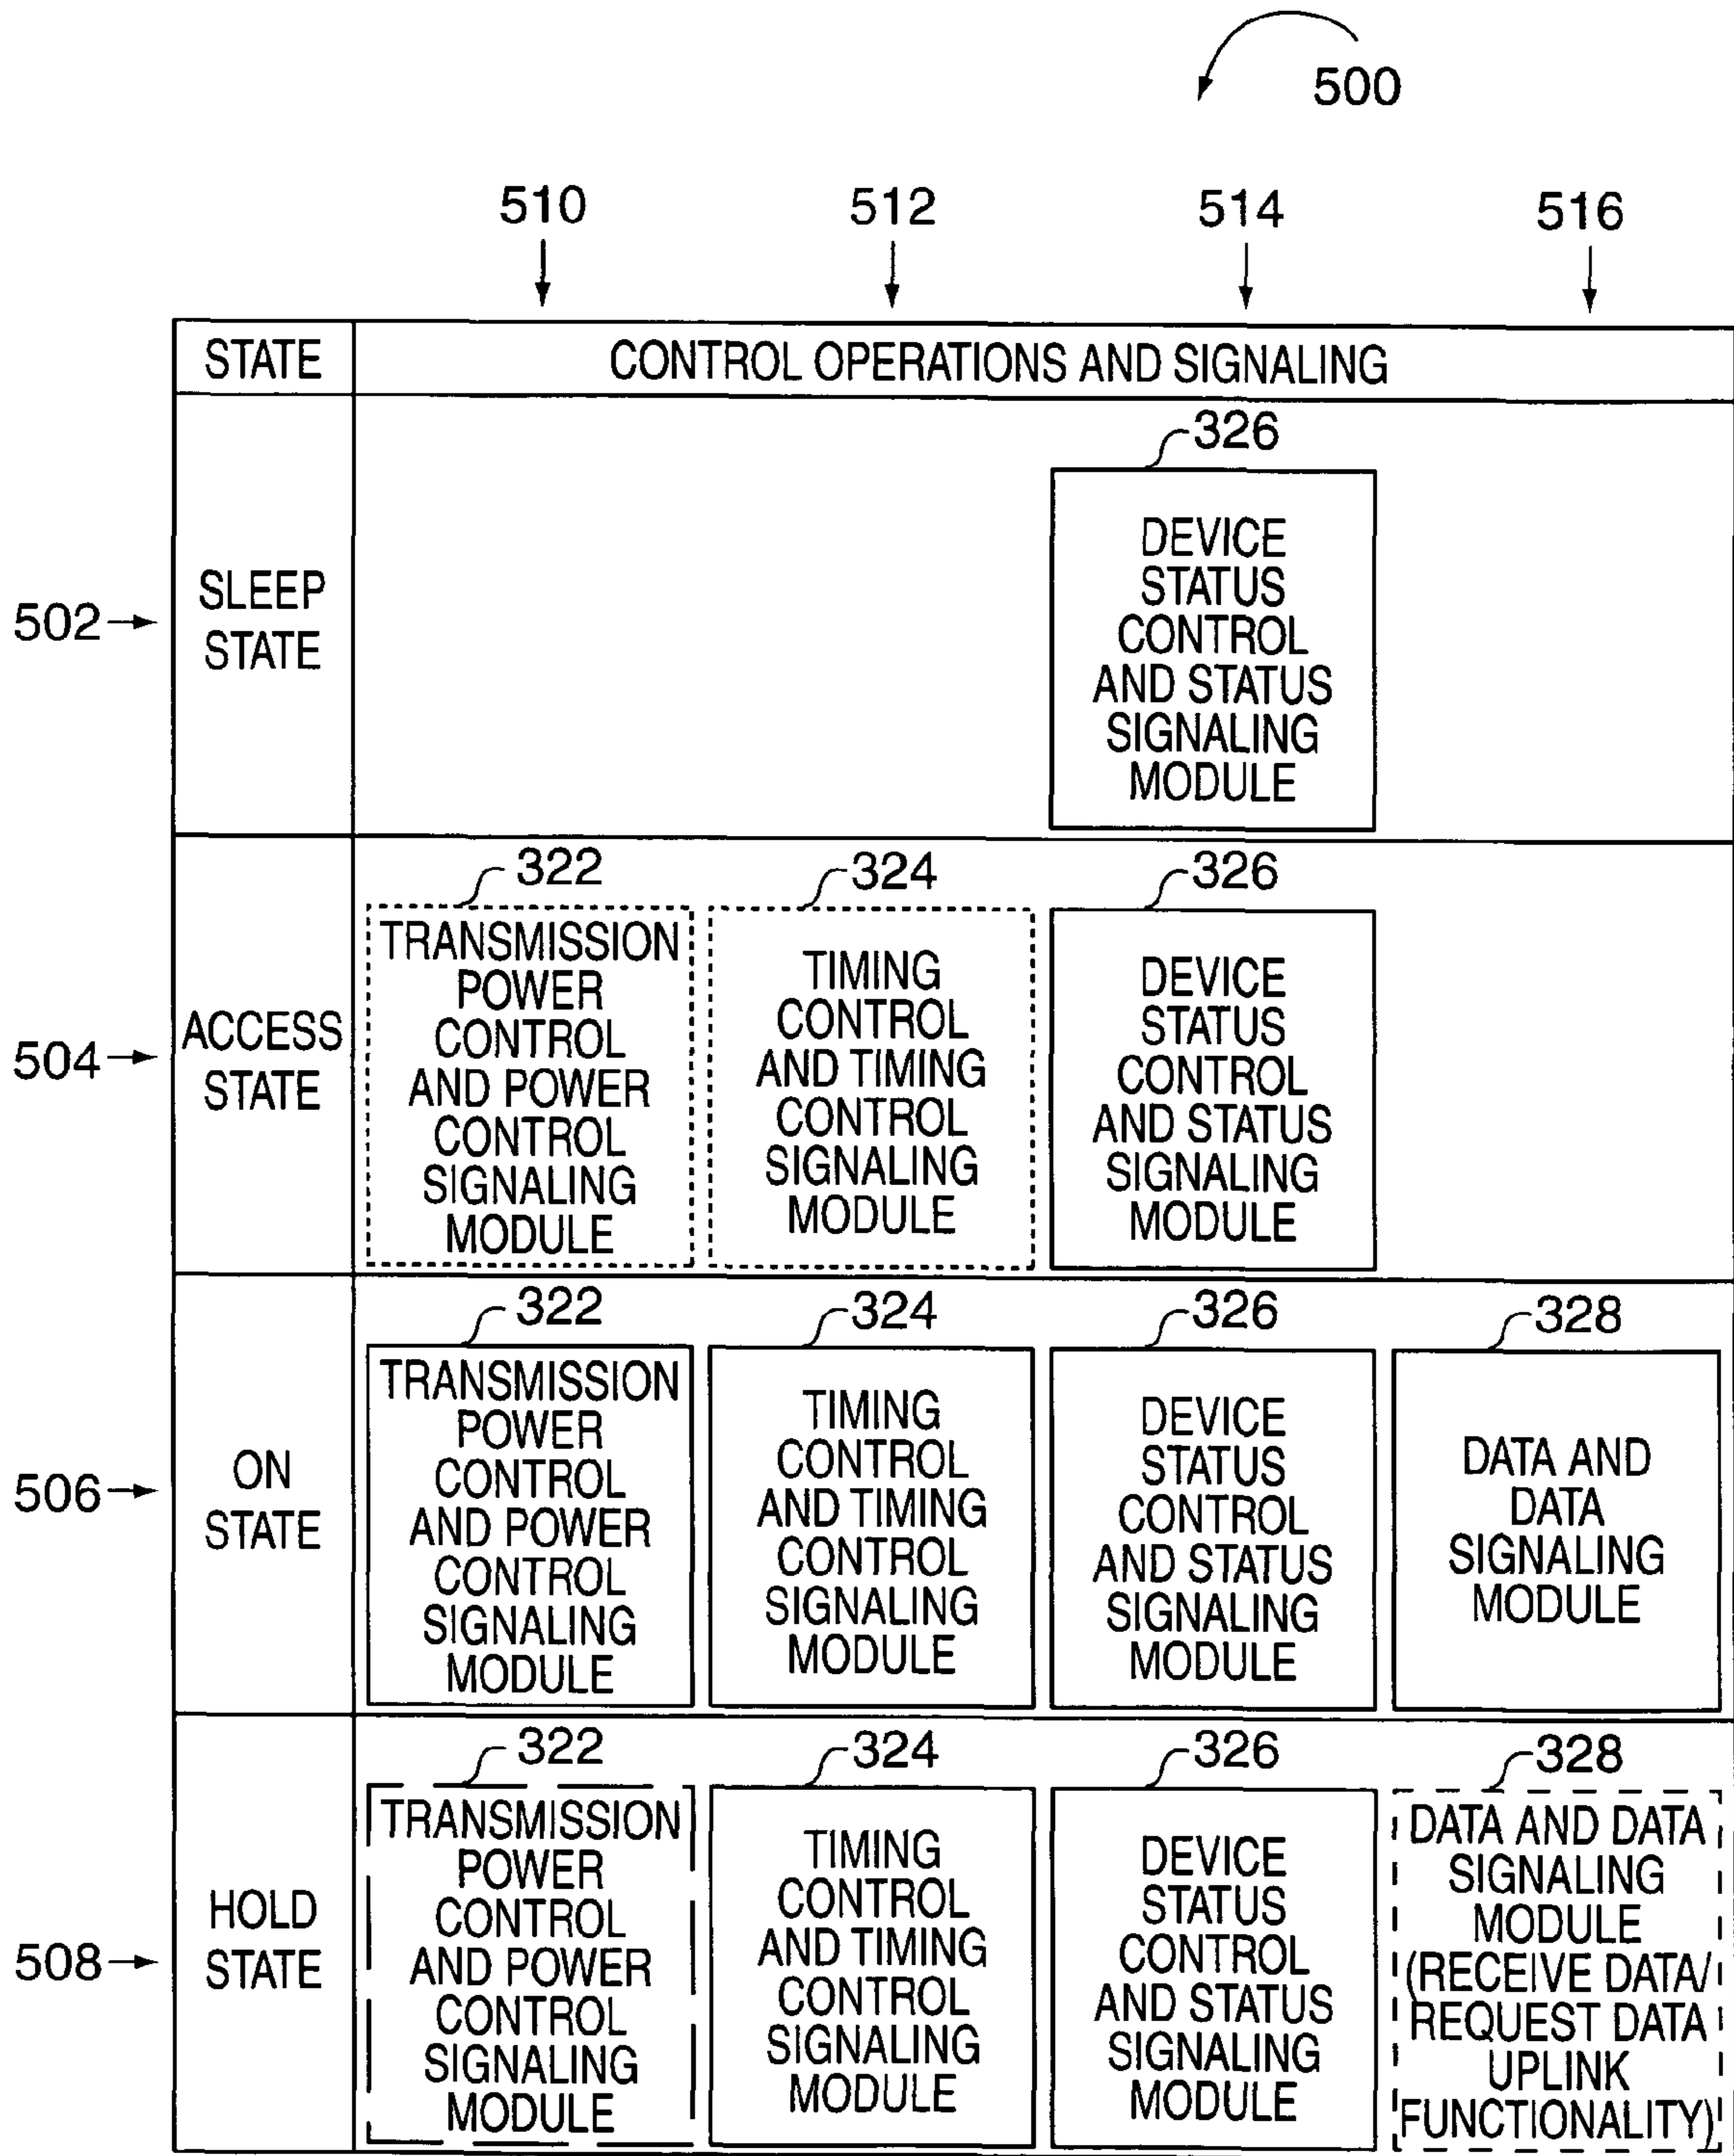 500
510 512 514 516
STATE CONTROL OPERATIONS AND SIGNALING
502
SLEEP
STATE
326
DEVICE
STATUS
CONTROL
AND STATUS
SIGNALING
MODULE
504
ACCESS
STATE
322
TRANSMISSION
POWER
CONTROL
AND POWER
CONTROL
SIGNALING
MODULE
324
TIMING
CONTROL
AND TIMING
CONTROL
SIGNALING
MODULE
326
DEVICE
STATUS
CONTROL
AND STATUS
SIGNALING
MODULE
506
ON
STATE
322
TRANSMISSION
POWER
CONTROL
AND POWER
CONTROL
SIGNALING
MODULE
324
TIMING
CONTROL
AND TIMING
CONTROL
SIGNALING
MODULE
326
DEVICE
STATUS
CONTROL
AND STATUS
SIGNALING
MODULE
328
DATA AND
DATA
SIGNALING
MODULE
508
HOLD
STATE
322
TRANSMISSION
POWER
CONTROL
AND POWER
CONTROL
SIGNALING
MODULE
324
TIMING
CONTROL
AND TIMING
CONTROL
SIGNALING
MODULE
326
DEVICE
STATUS
CONTROL
AND STATUS
SIGNALING
MODULE
328
DATA AND DATA
SIGNALING
MODULE
(RECEIVE DATA/
REQUEST DATA
UPLINK
FUNCTIONALITY)